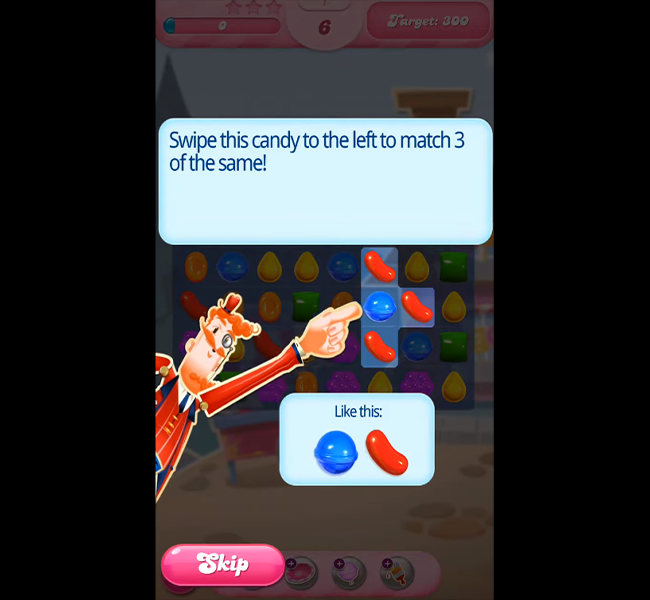 0
6
Target: 300
Swipe this candy to the left to match 3
of the same!
Like this:
Skip